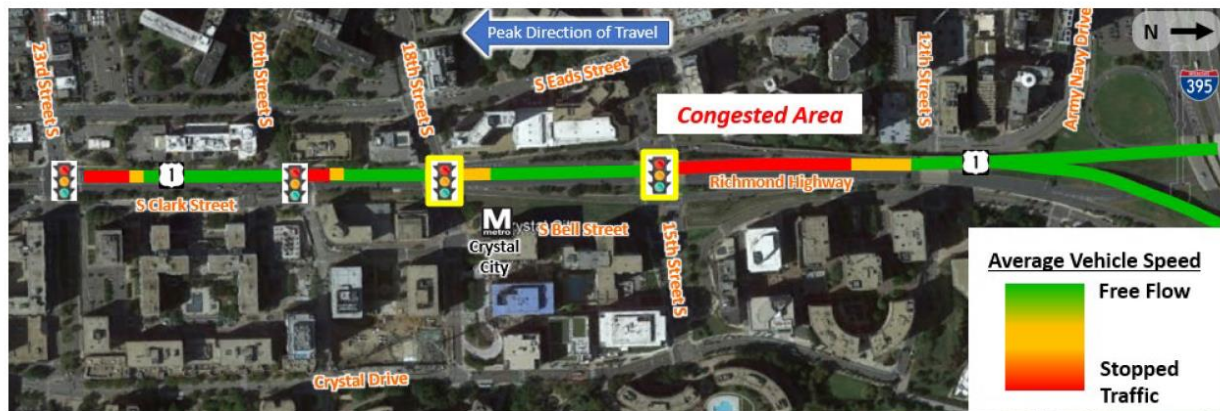 23rd Street S
20th Street S
18th Street S
Peak Direction of Travel
S Eads Street
12th Street S
Army Navy Drive
N
395
Congested Area
1
1
S Clark Street
Richmond Highway
M
metro
Crystal
City
S Bell Street
15th Street S
Crystal Drive
Average Vehicle Speed
Free Flow
Stopped
Traffic